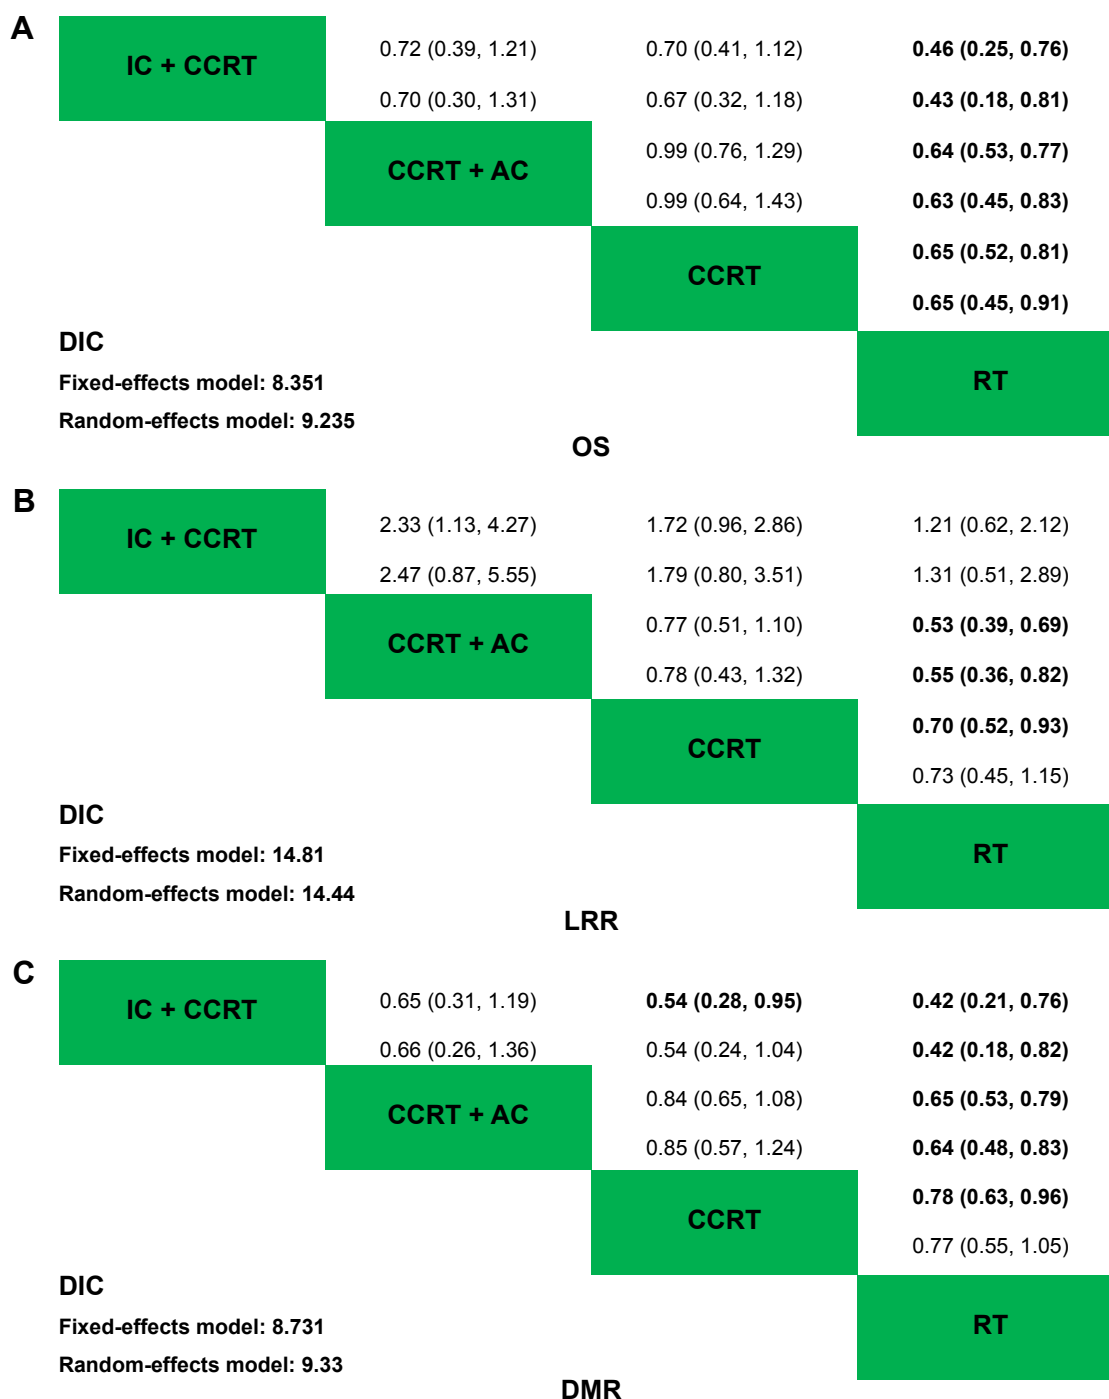 A
IC + CCRT
0.72 (0.39, 1.21)
0.70 (0.41, 1.12)
0.46 (0.25, 0.76)
0.70 (0.30, 1.31)
0.67 (0.32, 1.18)
0.43 (0.18, 0.81)
CCRT + AC
0.99 (0.76, 1.29)
0.64 (0.53, 0.77)
0.99 (0.64, 1.43)
0.63 (0.45, 0.83)
CCRT
0.65 (0.52, 0.81)
0.65 (0.45, 0.91)
DIC
Fixed-effects model: 8.351
Random-effects model: 9.235
RT
OS
B
IC + CCRT
2.33 (1.13, 4.27)
1.72 (0.96, 2.86)
1.21 (0.62, 2.12)
2.47 (0.87, 5.55)
1.79 (0.80, 3.51)
1.31 (0.51, 2.89)
CCRT + AC
0.77 (0.51, 1.10)
0.53 (0.39, 0.69)
0.78 (0.43, 1.32)
0.55 (0.36, 0.82)
CCRT
0.70 (0.52, 0.93)
0.73 (0.45, 1.15)
DIC
Fixed-effects model: 14.81
Random-effects model: 14.44
RT
LRR
C
IC + CCRT
0.65 (0.31, 1.19)
0.54 (0.28, 0.95)
0.42 (0.21, 0.76)
0.66 (0.26, 1.36)
0.54 (0.24, 1.04)
0.42 (0.18, 0.82)
CCRT + AC
0.84 (0.65, 1.08)
0.65 (0.53, 0.79)
0.85 (0.57, 1.24)
0.64 (0.48, 0.83)
CCRT
0.78 (0.63, 0.96)
0.77 (0.55, 1.05)
DIC
Fixed-effects model: 8.731
Random-effects model: 9.33
RT
DMR